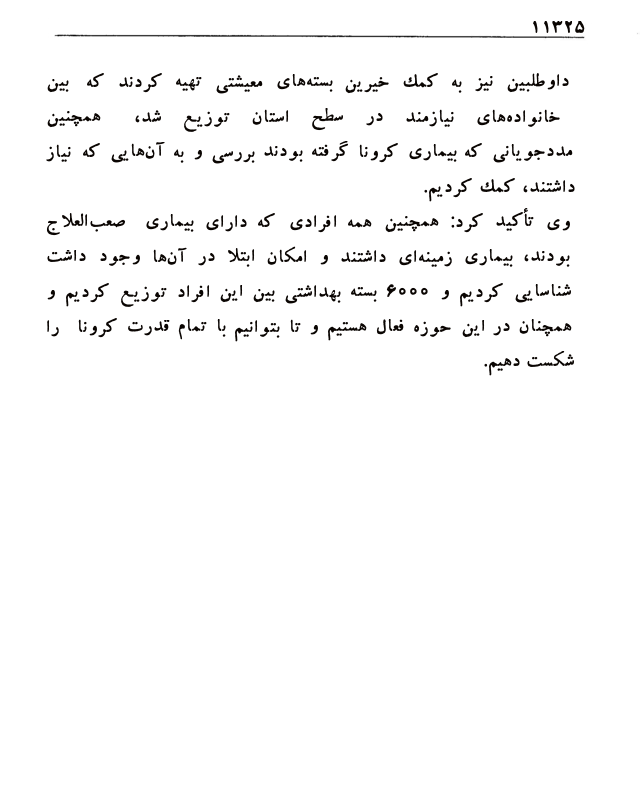 ۱۱۳۲۵
داوطلبین نیز به کمك خیرین بسته‌های معیشتی تهیه کردند که بین
خانواده‌های نیازمند در سطح استان توزیع شد، همچنین
مددجویانی که بیماری کرونا گرفته بودند بررسی و به آن‌هایی که نیاز
داشتند، کمك کردیم.
وی تأکید کرد: همچنین همه افرادی که دارای بیماری صعب‌العلاج
بودند، بیماری زمینه‌ای داشتند و امکان ابتلا در آن‌ها وجود داشت
شناسایی کردیم و ۶۰۰۰ بسته بهداشتی بین این افراد توزیع کردیم و
همچنان در این حوزه فعال هستیم و تا بتوانیم با تمام قدرت کرونا را
شکست دهیم.